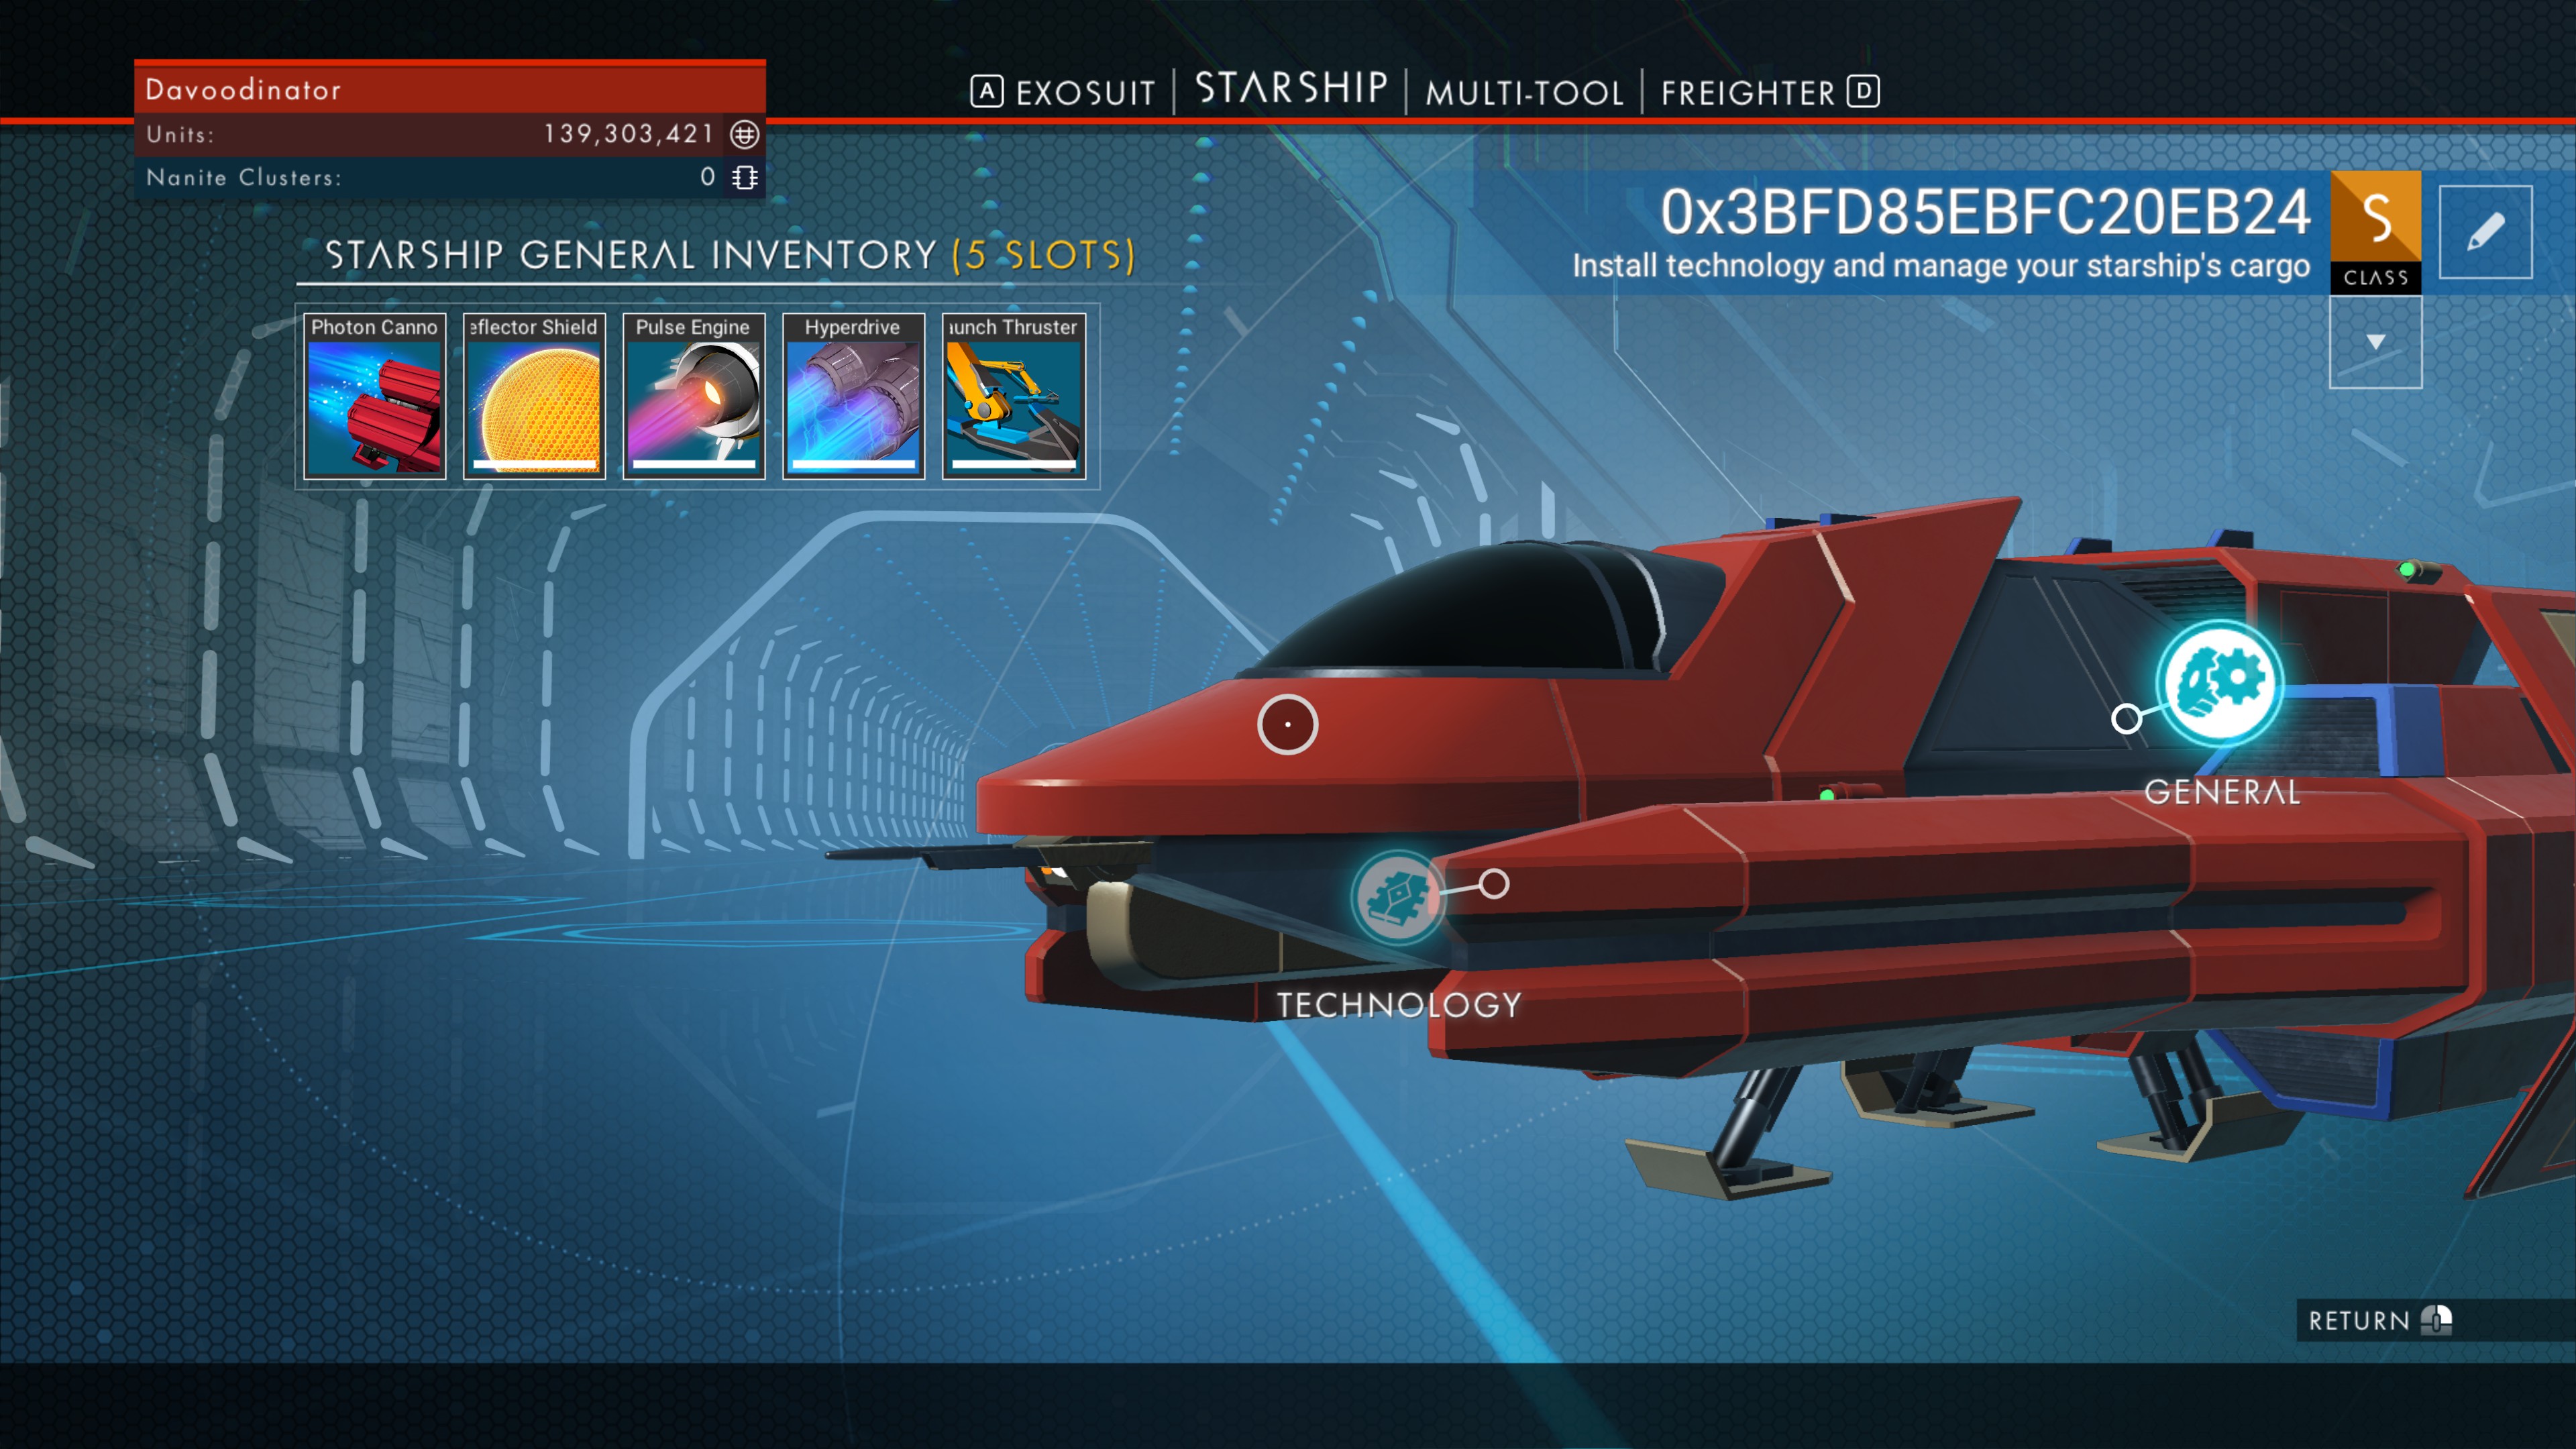 Davoodinator
Units: 139,303,421
Nanite Clusters: 0
A EXOSUIT STARSHIP MULTI-TOOL FREIGHTER D
0x3BFD85EBFC20EB24
Install technology and manage your starship's cargo
S
CLASS
STARSHIP GENERAL INVENTORY (5 SLOTS)
Photon Canno eflector Shield Pulse Engine Hyperdrive aunch Thruster
GENERAL
TECHNOLOGY
RETURN